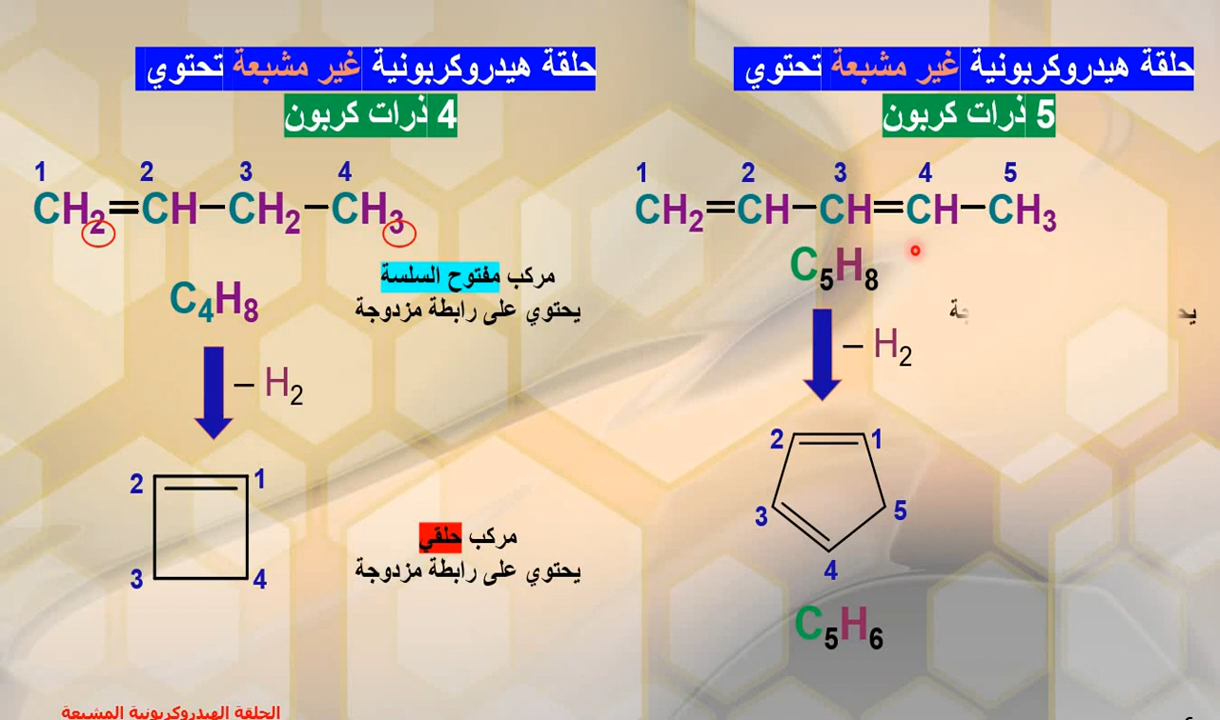 حلقة هيدروكربونية غير مشبعة تحتوي
5 ذرات كربون
1 2 3 4 5
CH2=CH–CH=CH–CH3
C5H8
– H2
2 1
3 5
4
C5H6
حلقة هيدروكربونية غير مشبعة تحتوي
4 ذرات كربون
1 2 3 4
CH2=CH–CH2–CH3
مركب مفتوح السلسة
يحتوي على رابطة مزدوجة
C4H8
– H2
2 1
3 4
مركب حلقي
يحتوي على رابطة مزدوجة
الحلقة الهيدروكربونية المشبعة